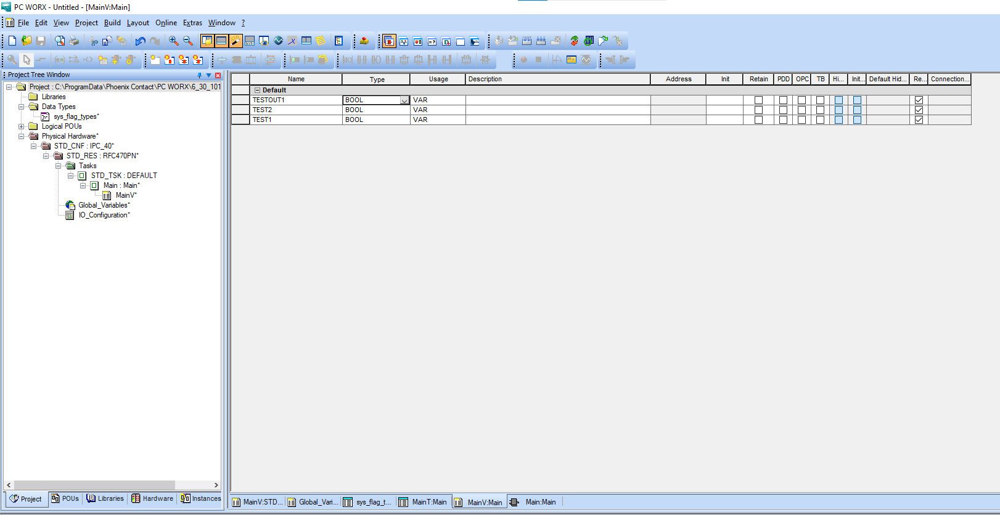 PC WORX - Untitled - [MainV:Main]
File Edit View Project Build Layout Online Extras Window ?
Project Tree Window
Project : C:\ProgramData\Phoenix Contact\PC WORX\6_30_101
Libraries
Data Types
sys_flag_types*
Logical POUs
Physical Hardware*
STD_CNF : IPC_40*
STD_RES : RFC470PN*
Tasks
STD_TSK : DEFAULT
Main : Main*
MainV*
Global_Variables*
IO_Configuration*
Project POUs Libraries Hardware Instances
Name Type Usage Description Address Init Retain PDD OPC TB Hi... Init... Default Hid... Re... Connection...
Default
TESTOUT1 BOOL VAR
TEST2 BOOL VAR
TEST1 BOOL VAR
MainV:STD... Global_Vari... sys_flag_t... MainT:Main MainV:Main Main:Main